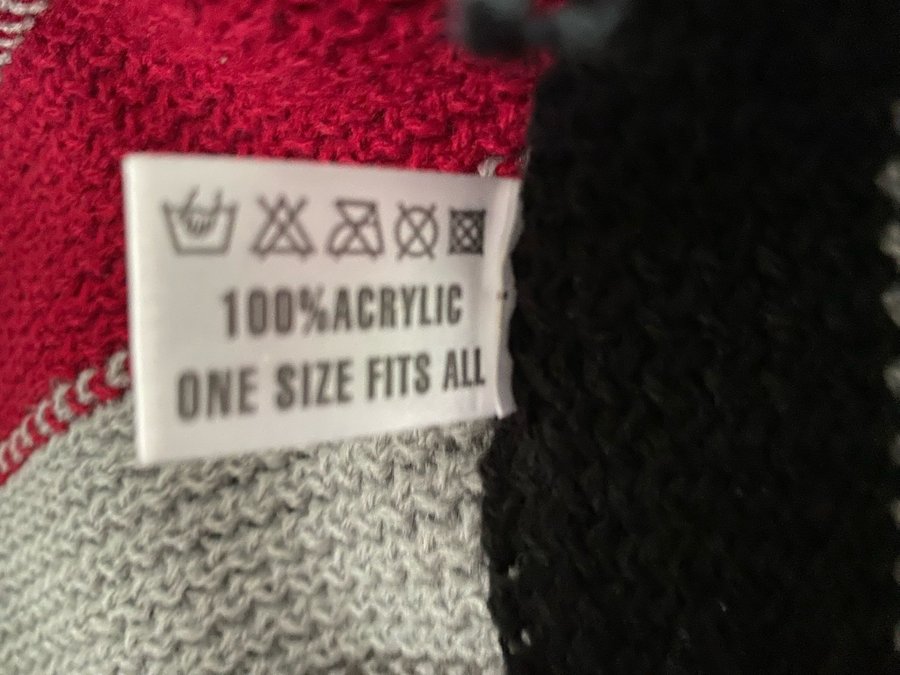 100%ACRYLIC
ONE SIZE FITS ALL